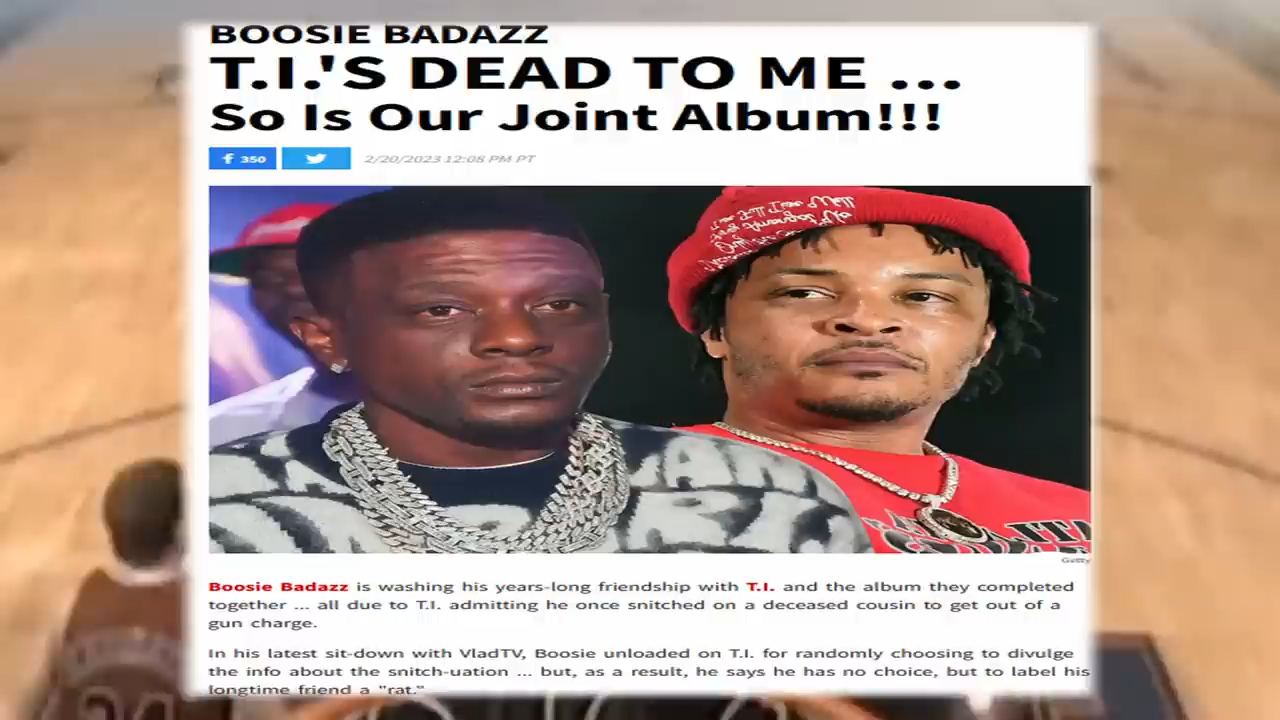 BOOSIE BADAZZ
T.I.'S DEAD TO ME ...
So Is Our Joint Album!!!
350
2/20/2023 12:08 PM PT
Getty
Boosie Badazz is washing his years-long friendship with T.I. and the album they completed
together ... all due to T.I. admitting he once snitched on a deceased cousin to get out of a
gun charge.
In his latest sit-down with VladTV, Boosie unloaded on T.I. for randomly choosing to divulge
the info about the snitch-uation ... but, as a result, he says he has no choice, but to label his
longtime friend a "rat."